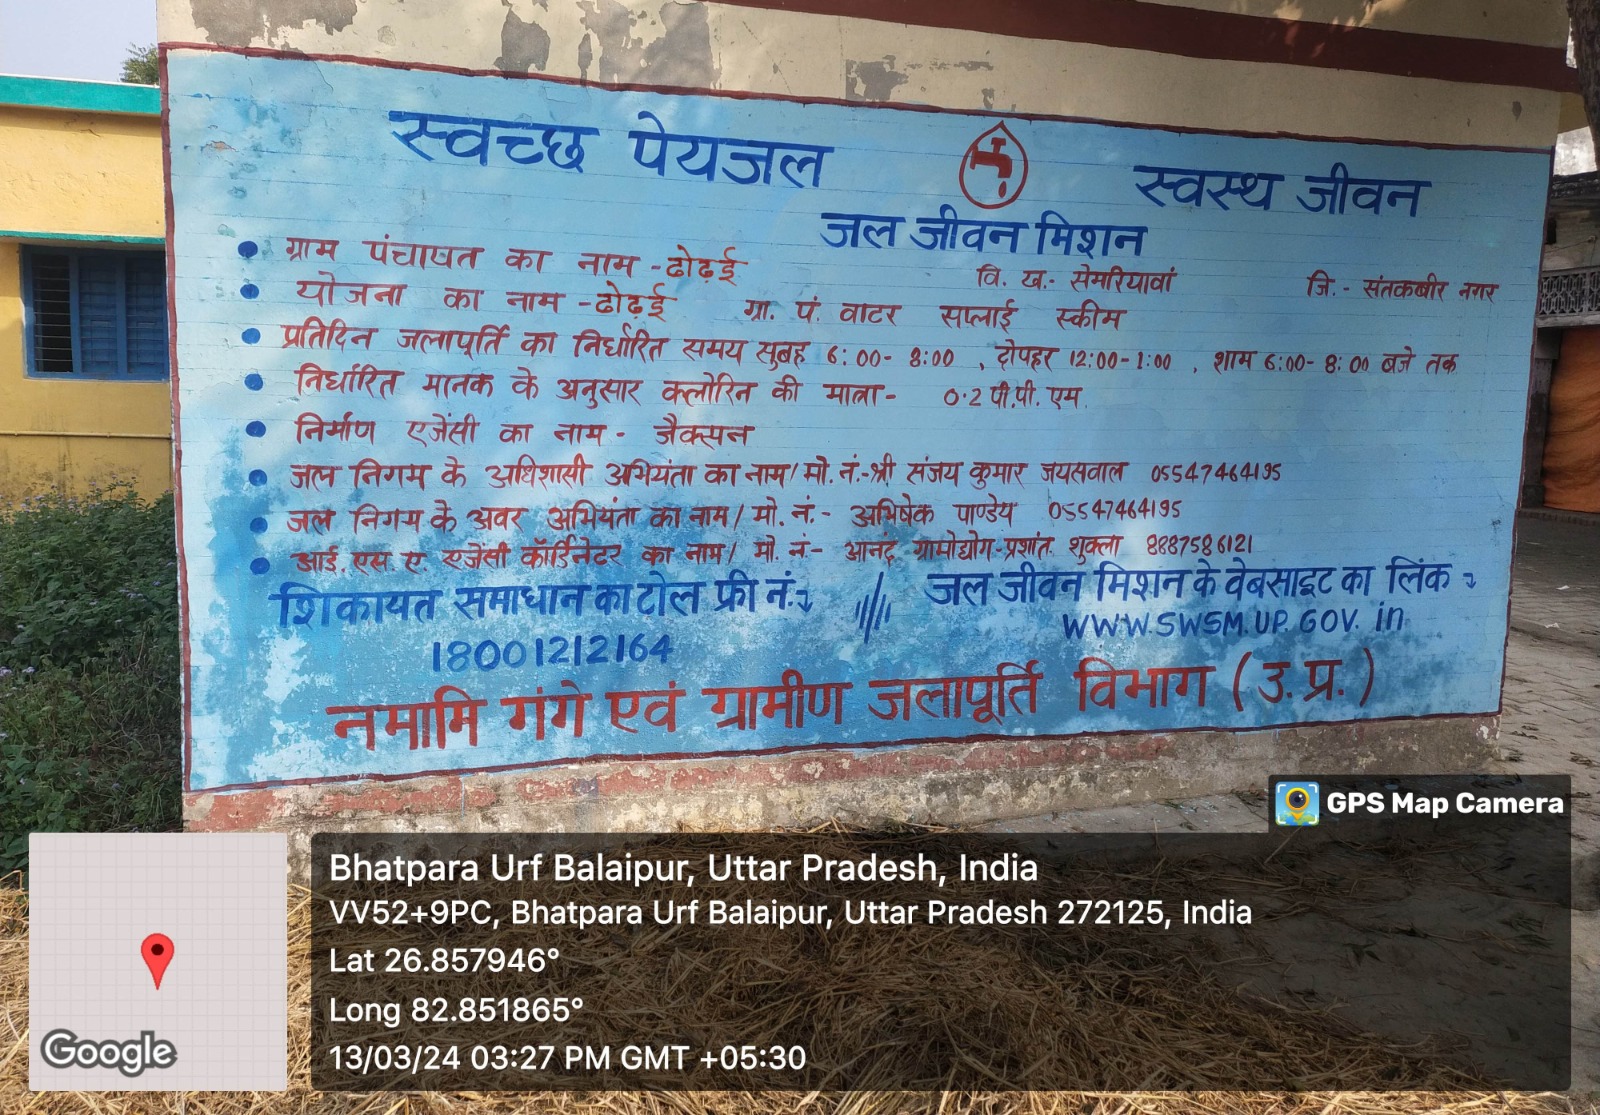 स्वच्छ पेयजल
स्वस्थ जीवन
जल जीवन मिशन
ग्राम पंचायत का नाम - ढोढ़ई वि. ख.- सेमरियावां जि.- संतकबीर नगर
योजना का नाम - ढोढ़ई ग्रा. पं. वाटर सप्लाई स्कीम
प्रतिदिन जलापूर्ति का निर्धारित समय सुबह 6:00-8:00 , दोपहर 12:00-1:00 , शाम 6:00-8:00 बजे तक
निर्धारित मानक के अनुसार क्लोरिन की मात्रा- 0.2 पी.पी. एम.
निर्माण एजेंसी का नाम - जैक्सन
जल निगम के अधिशासी अभियंता का नाम/ मो. नं.-श्री संजय कुमार जयसवाल 05547464195
जल निगम के अवर अभियंता का नाम/ मो. नं.- अभिषेक पाण्डेय 05547464195
आई. एस. ए. एजेंसी कॉर्डिनेटर का नाम/ मो. नं- आनंद ग्रामोद्योग-प्रशांत शुक्ला 8887586121
शिकायत समाधान का टोल फ्री नं.
18001212164
जल जीवन मिशन के वेबसाइट का लिंक
WWW.SWSM.UP.GOV.in
नमामि गंगे एवं ग्रामीण जलापूर्ति विभाग (उ.प्र.)
GPS Map Camera
Bhatpara Urf Balaipur, Uttar Pradesh, India
VV52+9PC, Bhatpara Urf Balaipur, Uttar Pradesh 272125, India
Lat 26.857946°
Long 82.851865°
13/03/24 03:27 PM GMT +05:30
Google